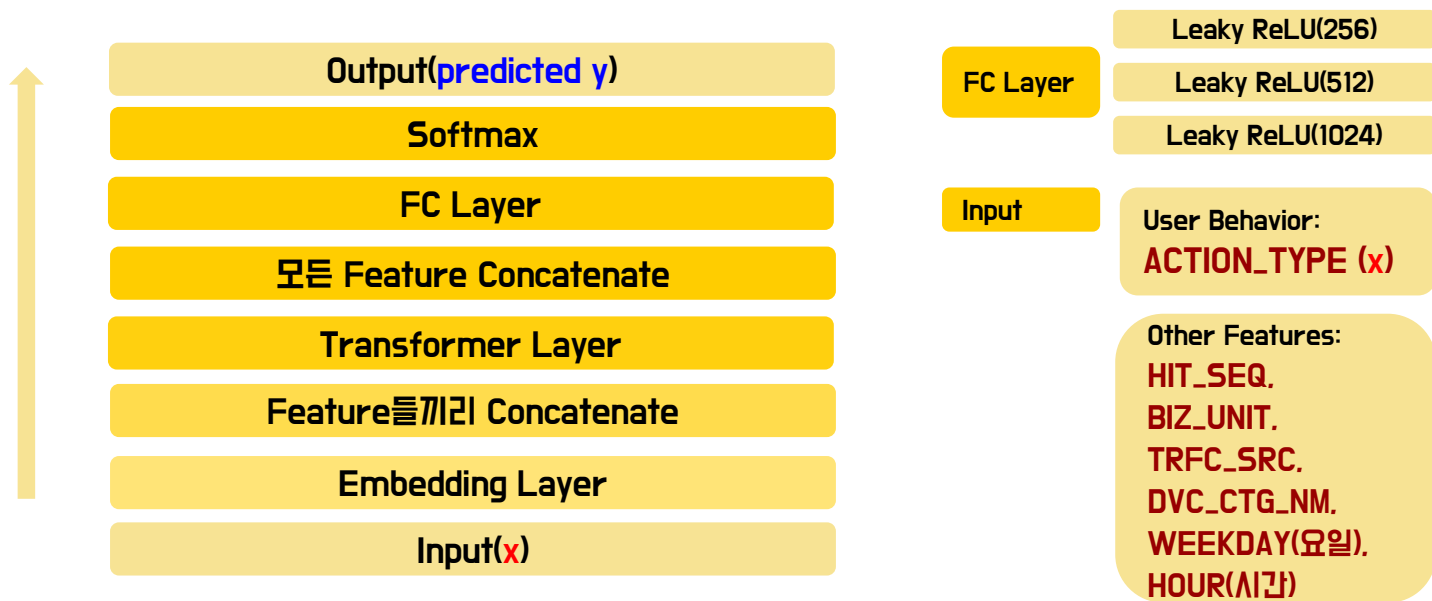 Output(predicted y)
Softmax
FC Layer
모든 Feature Concatenate
Transformer Layer
Feature들끼리 Concatenate
Embedding Layer
Input(x)
FC Layer
Leaky ReLU(256)
Leaky ReLU(512)
Leaky ReLU(1024)
Input
User Behavior:
ACTION_TYPE (x)
Other Features:
HIT_SEQ,
BIZ_UNIT,
TRFC_SRC,
DVC_CTG_NM,
WEEKDAY(요일),
HOUR(시간)